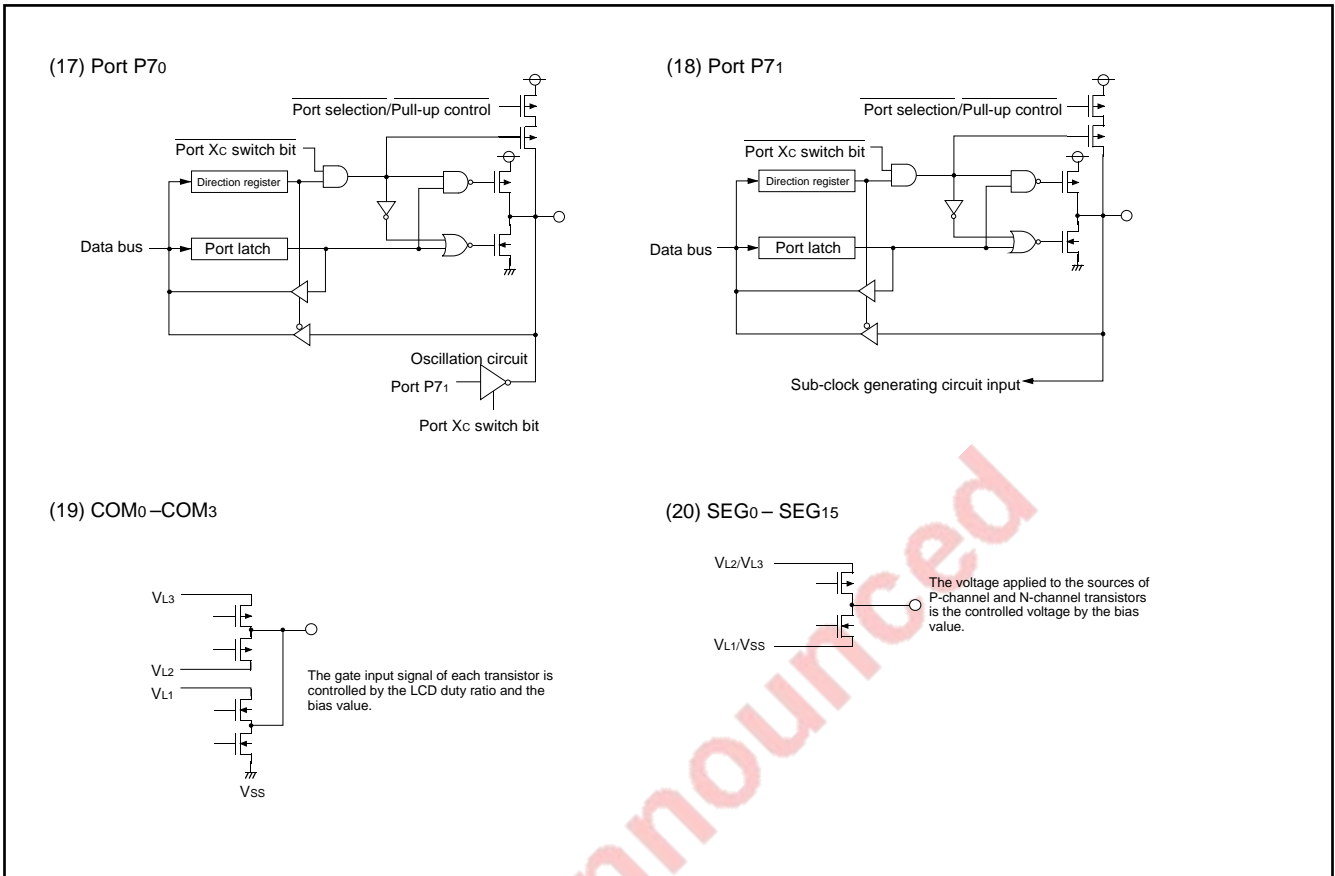 (17) Port P70
Port selection/Pull-up control
Port XC switch bit
Direction register
Data bus
Port latch
Oscillation circuit
Port P71
Port XC switch bit
(18) Port P71
Port selection/Pull-up control
Port XC switch bit
Direction register
Data bus
Port latch
Sub-clock generating circuit input
(19) COM0 –COM3
VL3
VL2
VL1
VSS
The gate input signal of each transistor is
controlled by the LCD duty ratio and the
bias value.
(20) SEG0 – SEG15
VL2/VL3
VL1/VSS
The voltage applied to the sources of
P-channel and N-channel transistors
is the controlled voltage by the bias
value.
nnounced